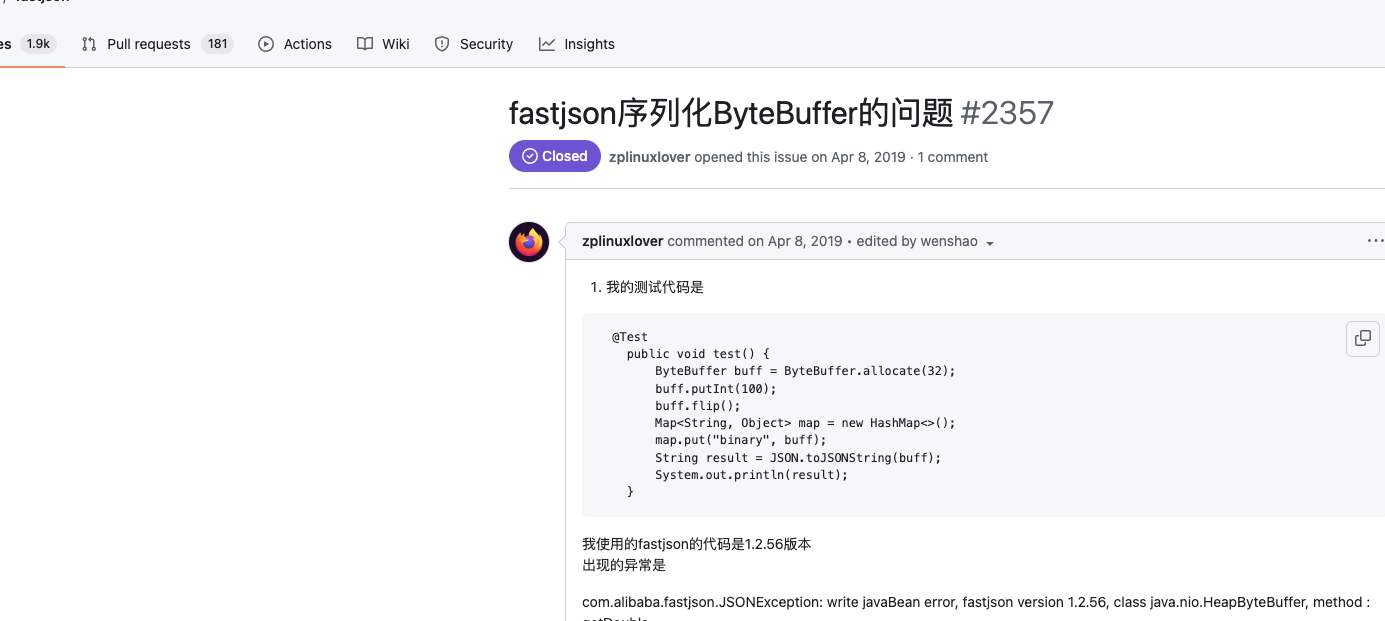 / fastjson
es 1.9k Pull requests 181 Actions Wiki Security Insights
fastjson序列化ByteBuffer的问题 #2357
Closed zplinuxlover opened this issue on Apr 8, 2019 · 1 comment
zplinuxlover commented on Apr 8, 2019 • edited by wenshao
1. 我的测试代码是
@Test
public void test() {
ByteBuffer buff = ByteBuffer.allocate(32);
buff.putInt(100);
buff.flip();
Map<String, Object> map = new HashMap<>();
map.put("binary", buff);
String result = JSON.toJSONString(buff);
System.out.println(result);
}
我使用的fastjson的代码是1.2.56版本
出现的异常是
com.alibaba.fastjson.JSONException: write javaBean error, fastjson version 1.2.56, class java.nio.HeapByteBuffer, method :
getDouble